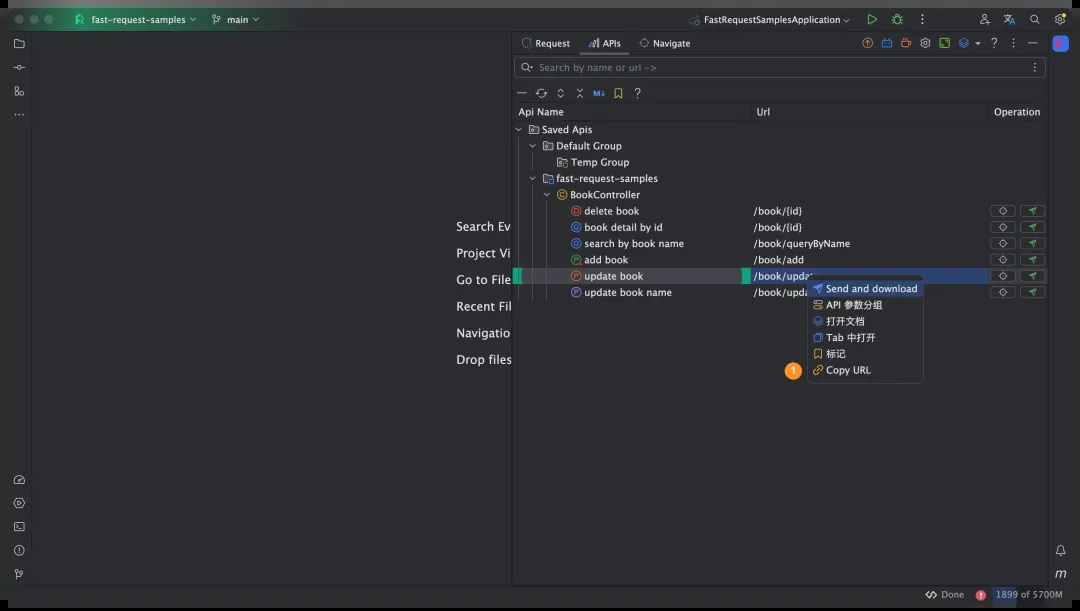 fast-request-samples
main
FastRequestSamplesApplication
Request
APIs
Navigate
Search by name or url ->
M↓
?
Api Name Url Operation
Saved Apis
Default Group
Temp Group
fast-request-samples
BookController
delete book /book/{id}
book detail by id /book/{id}
search by book name /book/queryByName
add book /book/add
update book
update book name
Search Ev
Project Vi
Go to File
Recent Fil
Navigatio
Drop files
Send and download
API 参数分组
打开文档
Tab 中打开
标记
1 Copy URL
Done
1899 of 5700M